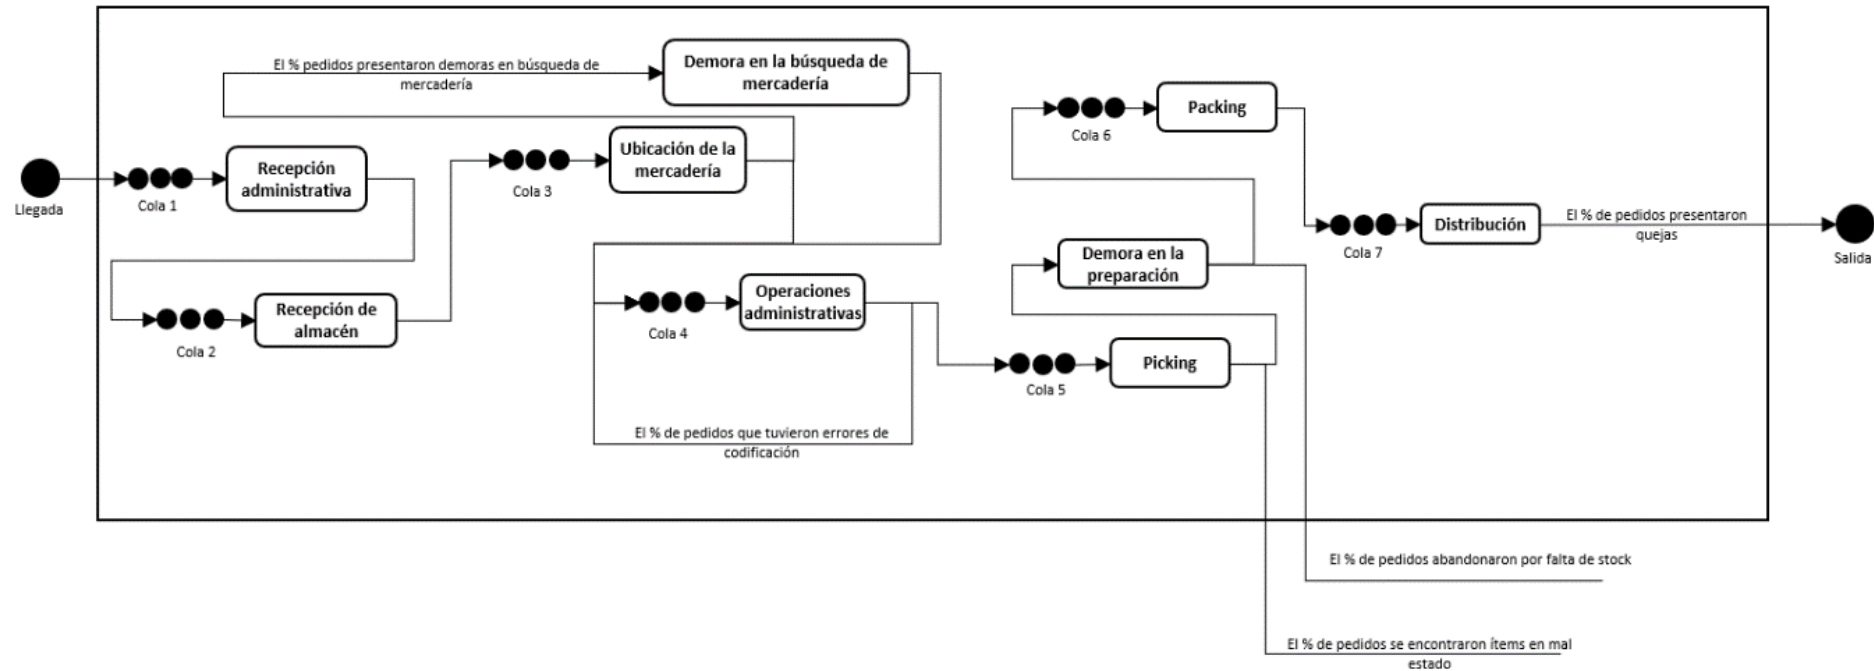 El % pedidos presentaron demoras en búsqueda de
mercadería
Demora en la búsqueda de
mercadería
Llegada
Cola 1
Recepción
administrativa
Cola 2
Recepción de
almacén
Cola 3
Ubicación de la
mercadería
Cola 4
Operaciones
administrativas
El % de pedidos que tuvieron errores de
codificación
Cola 5
Picking
Demora en la
preparación
Cola 6
Packing
Cola 7
Distribución
El % de pedidos presentaron
quejas
Salida
El % de pedidos abandonaron por falta de stock
El % de pedidos se encontraron ítems en mal
estado